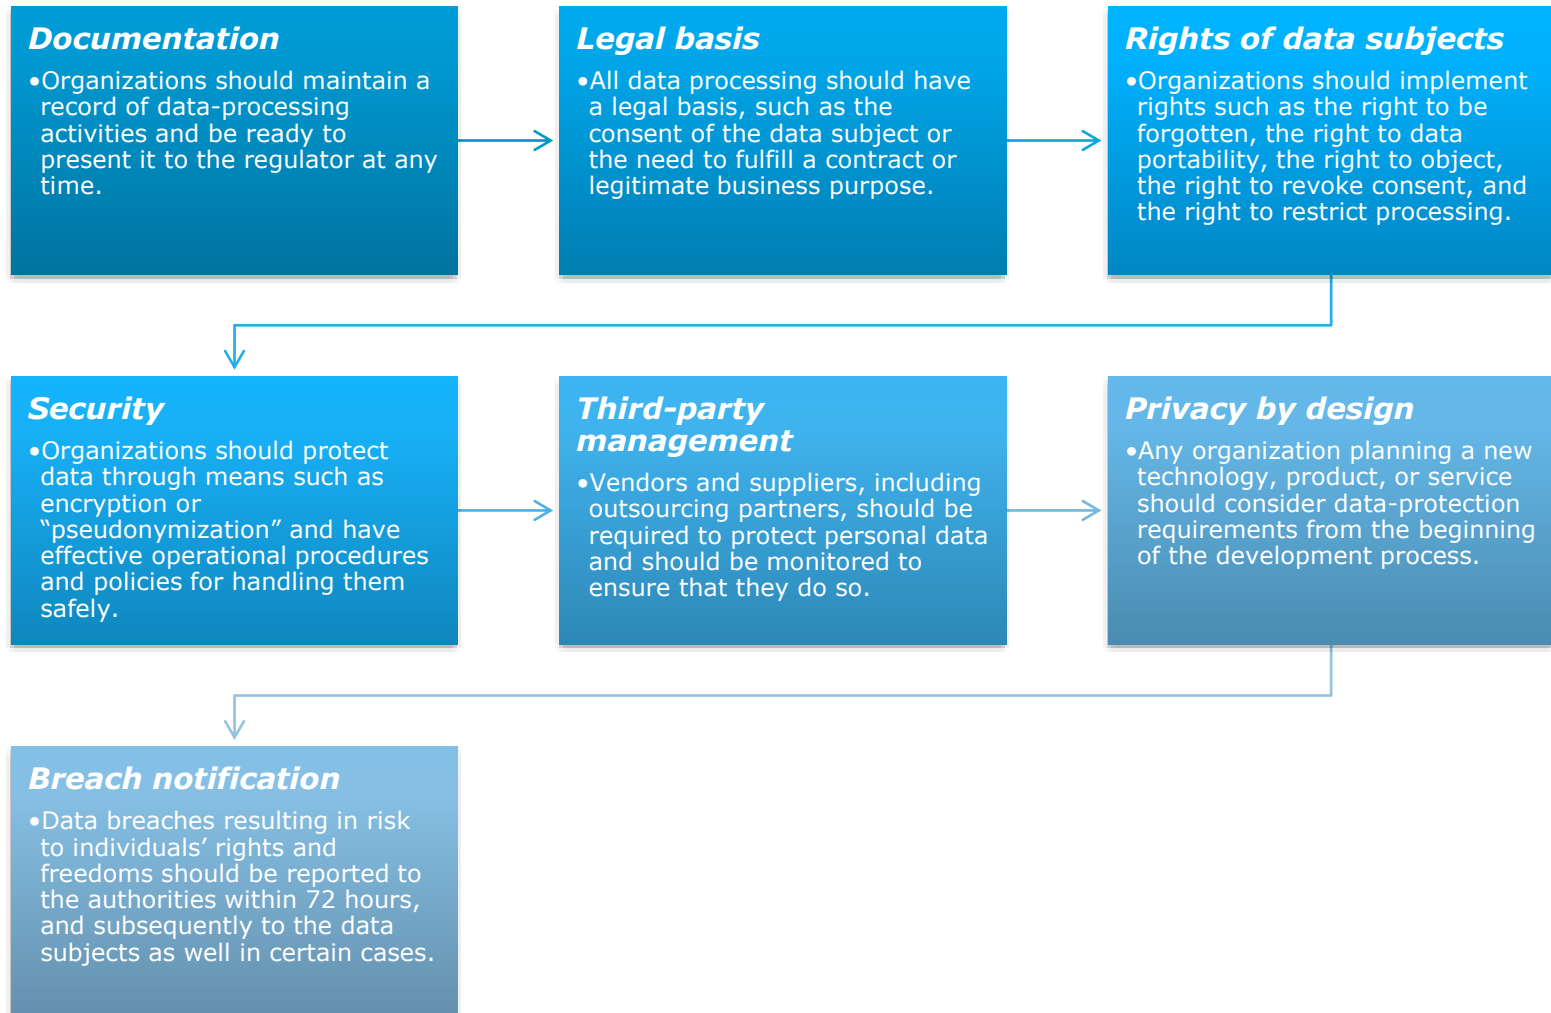 Documentation
•Organizations should maintain a
record of data-processing
activities and be ready to
present it to the regulator at any
time.
Legal basis
•All data processing should have
a legal basis, such as the
consent of the data subject or
the need to fulfill a contract or
legitimate business purpose.
Rights of data subjects
•Organizations should implement
rights such as the right to be
forgotten, the right to data
portability, the right to object,
the right to revoke consent, and
the right to restrict processing.
Security
•Organizations should protect
data through means such as
encryption or
“pseudonymization” and have
effective operational procedures
and policies for handling them
safely.
Third-party
management
•Vendors and suppliers, including
outsourcing partners, should be
required to protect personal data
and should be monitored to
ensure that they do so.
Privacy by design
•Any organization planning a new
technology, product, or service
should consider data-protection
requirements from the beginning
of the development process.
Breach notification
•Data breaches resulting in risk
to individuals’ rights and
freedoms should be reported to
the authorities within 72 hours,
and subsequently to the data
subjects as well in certain cases.